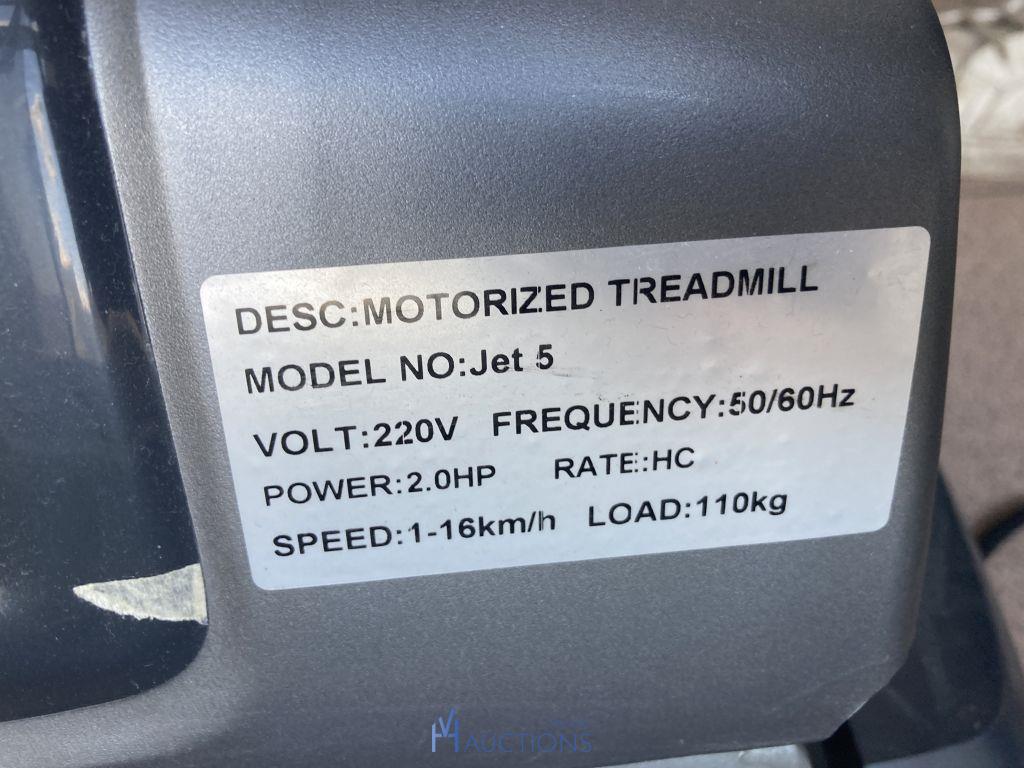 DESC:MOTORIZED TREADMILL
MODEL NO:Jet 5
VOLT:220V FREQUENCY:50/60Hz
POWER:2.0HP RATE:HC
SPEED:1-16km/h LOAD:110kg
AUCTIONS